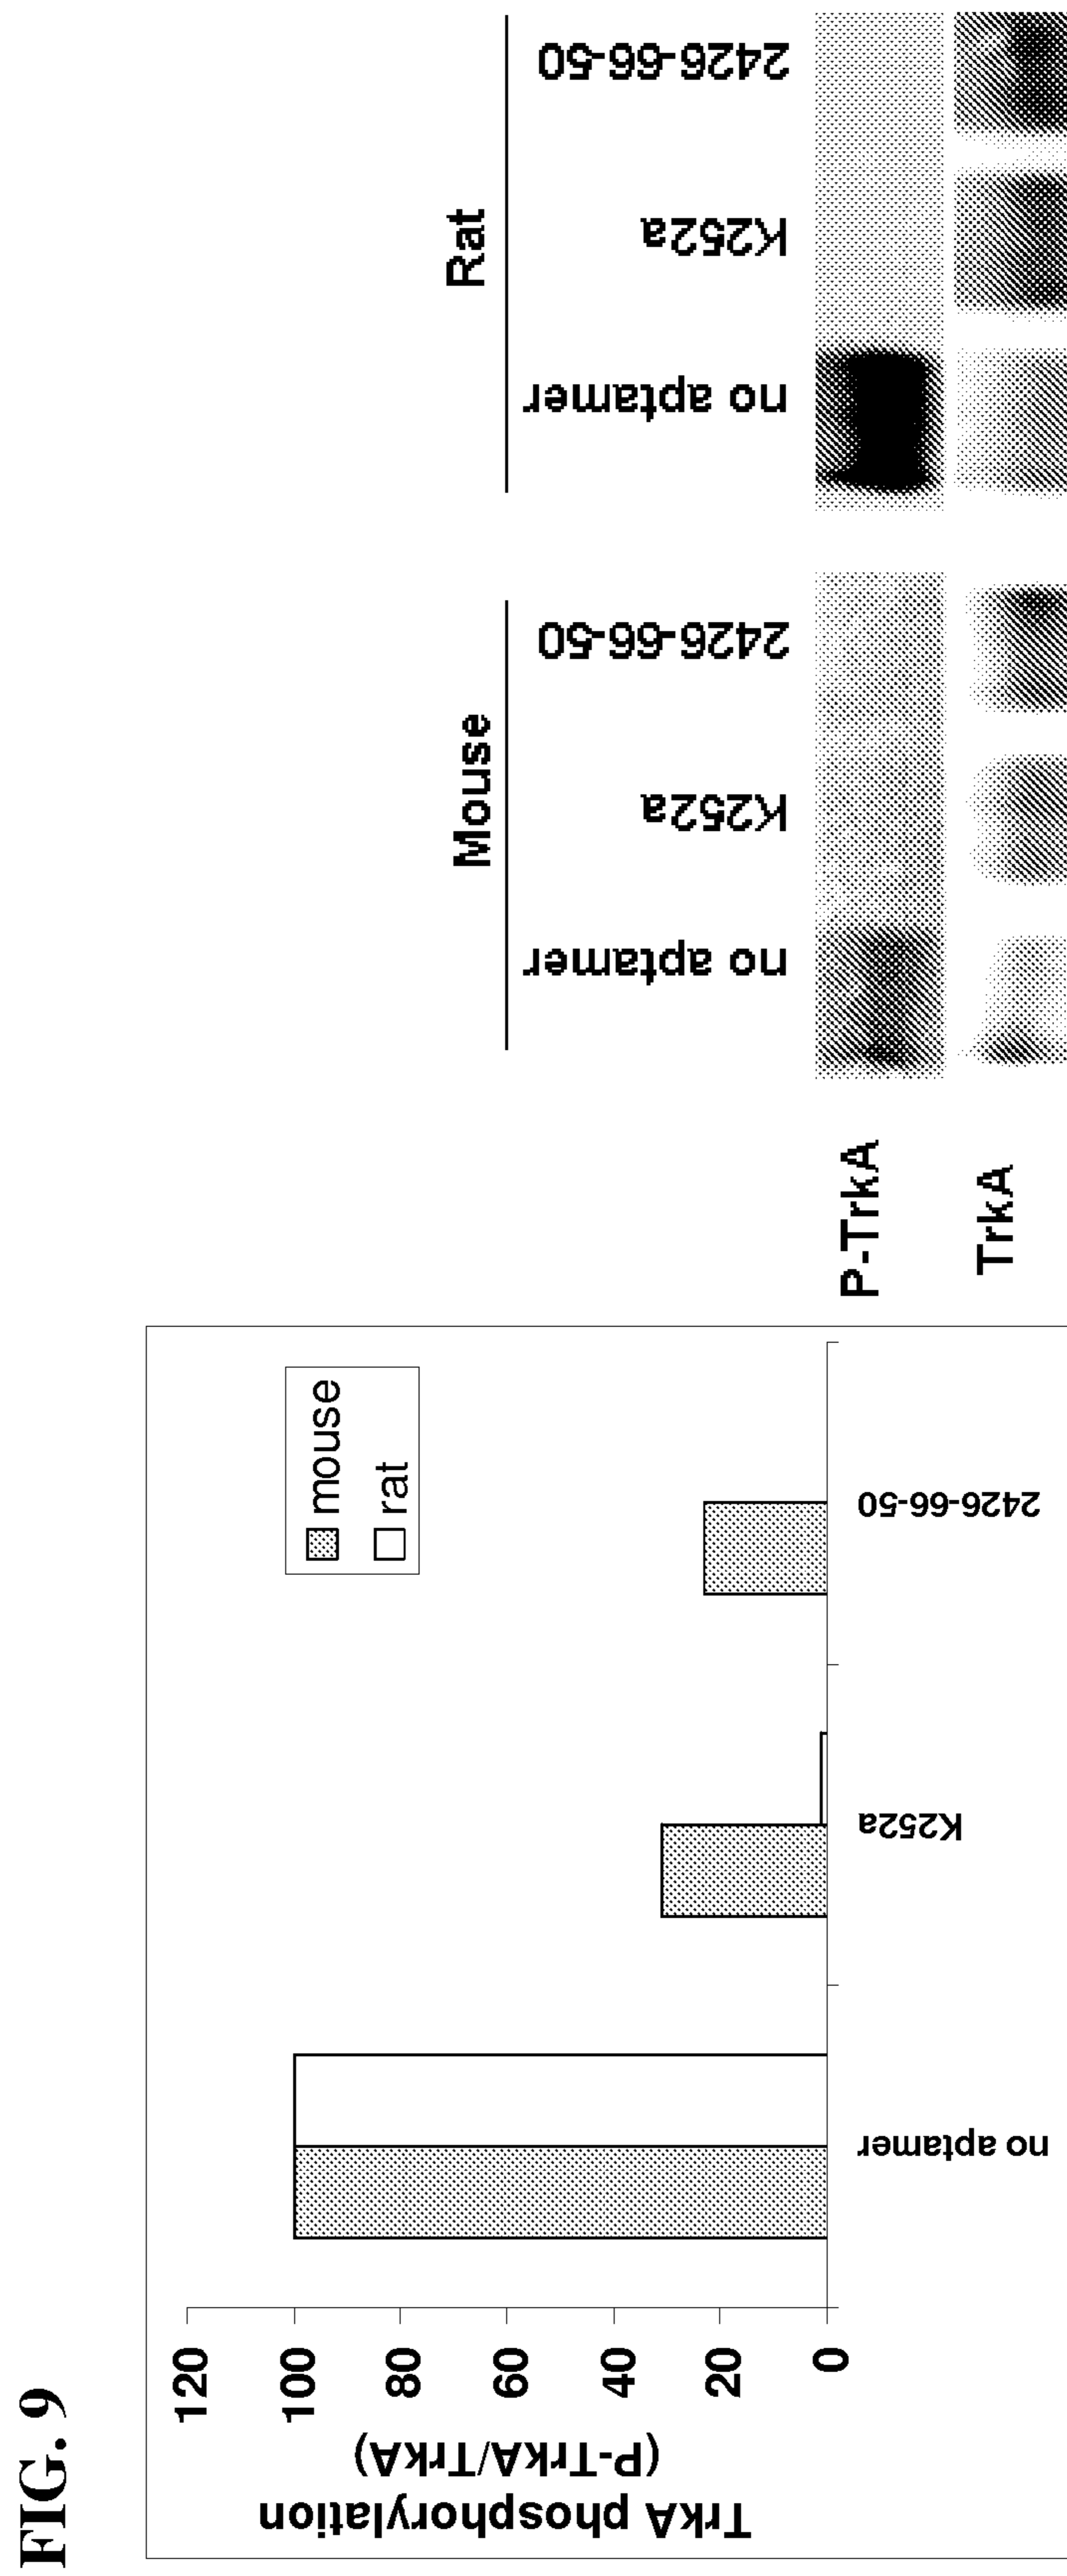 FIG. 9
TrkA phosphorylation
(P-TrkA/TrkA)
120
100
80
60
40
20
0
mouse
rat
no aptamer
K252a
2426-66-50
Mouse
Rat
no aptamer
K252a
2426-66-50
no aptamer
K252a
2426-66-50
P-TrkA
TrkA